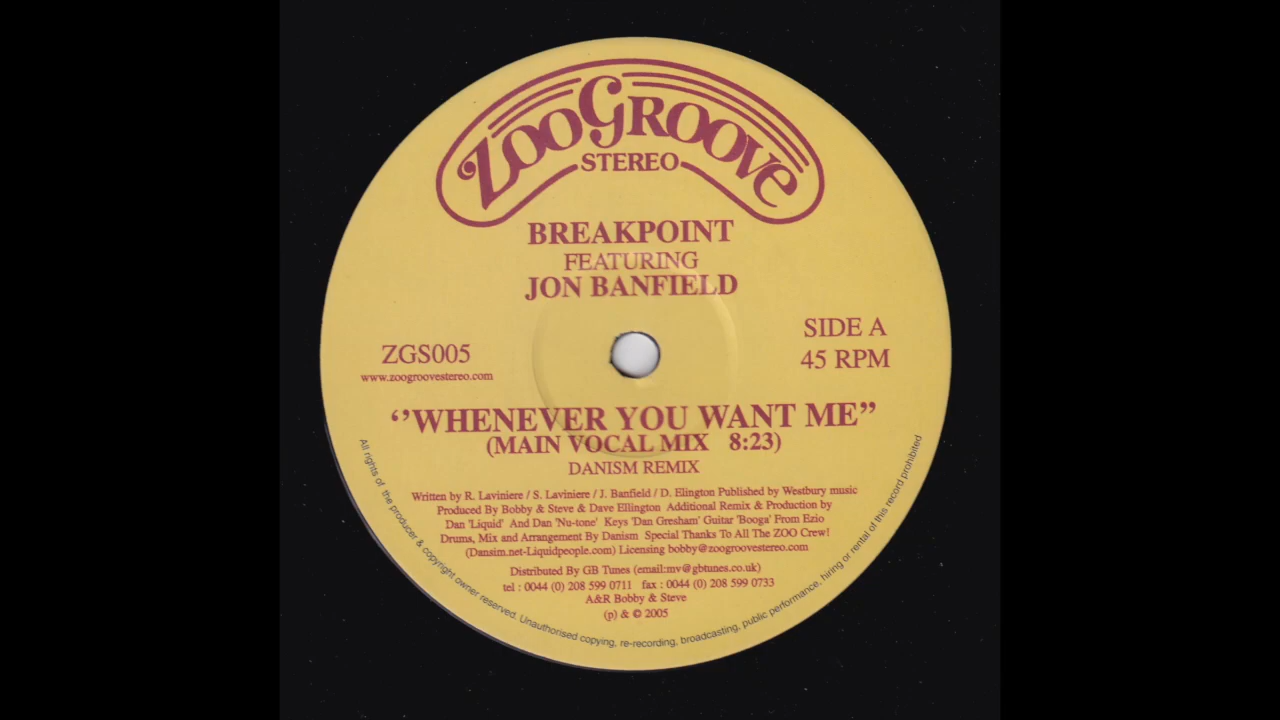 ZOO GROOVE
STEREO
BREAKPOINT
FEATURING
JON BANFIELD
SIDE A
45 RPM
ZGS005
www.zoogroovestereo.com
‘’WHENEVER YOU WANT ME”
(MAIN VOCAL MIX 8:23)
DANISM REMIX
Written by R. Laviniere / S. Laviniere / J. Banfield / D. Elington Published by Westbury music
Produced By Bobby & Steve & Dave Ellington Additional Remix & Production by
Dan 'Liquid' And Dan 'Nu-tone' Keys 'Dan Gresham' Guitar 'Booga' From Ezio
Drums, Mix and Arrangement By Danism Special Thanks To All The ZOO Crew!
(Dansim.net-Liquidpeople.com) Licensing bobby@zoogroovestereo.com
Distributed By GB Tunes (email:mv@gbtunes.co.uk)
tel : 0044 (0) 208 599 0711 fax : 0044 (0) 208 599 0733
A&R Bobby & Steve
(p) & © 2005
All rights of the producer & copyright owner reserved. Unauthorised copying, re-recording, broadcasting, public performance, hiring or rental of this record prohibited